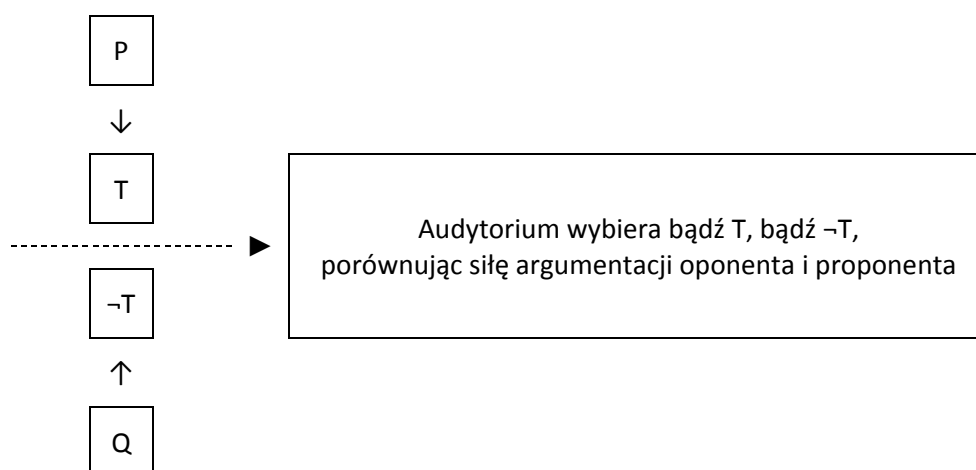 P
↓
T
Audytorium wybiera bądź T, bądź ¬T,
porównując siłę argumentacji oponenta i proponenta
¬T
↑
Q